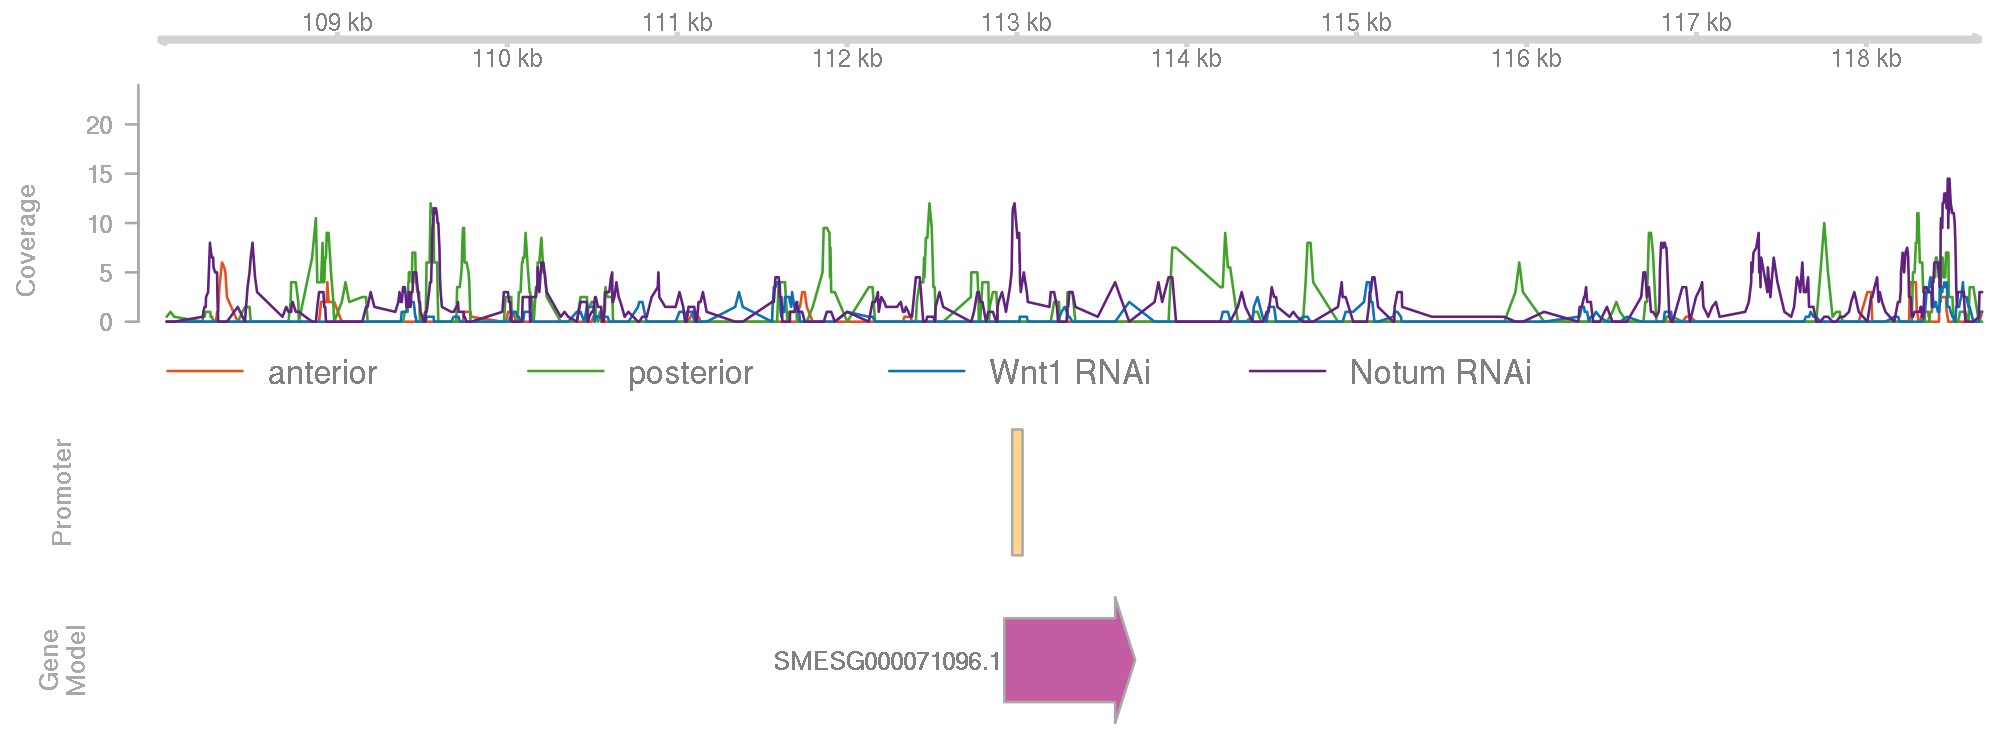 109 kb 111 kb 113 kb 115 kb 117 kb
110 kb 112 kb 114 kb 116 kb 118 kb
Coverage
20
15
10
5
0
anterior posterior Wnt1 RNAi Notum RNAi
Promoter
Gene
Model
SMESG000071096.1